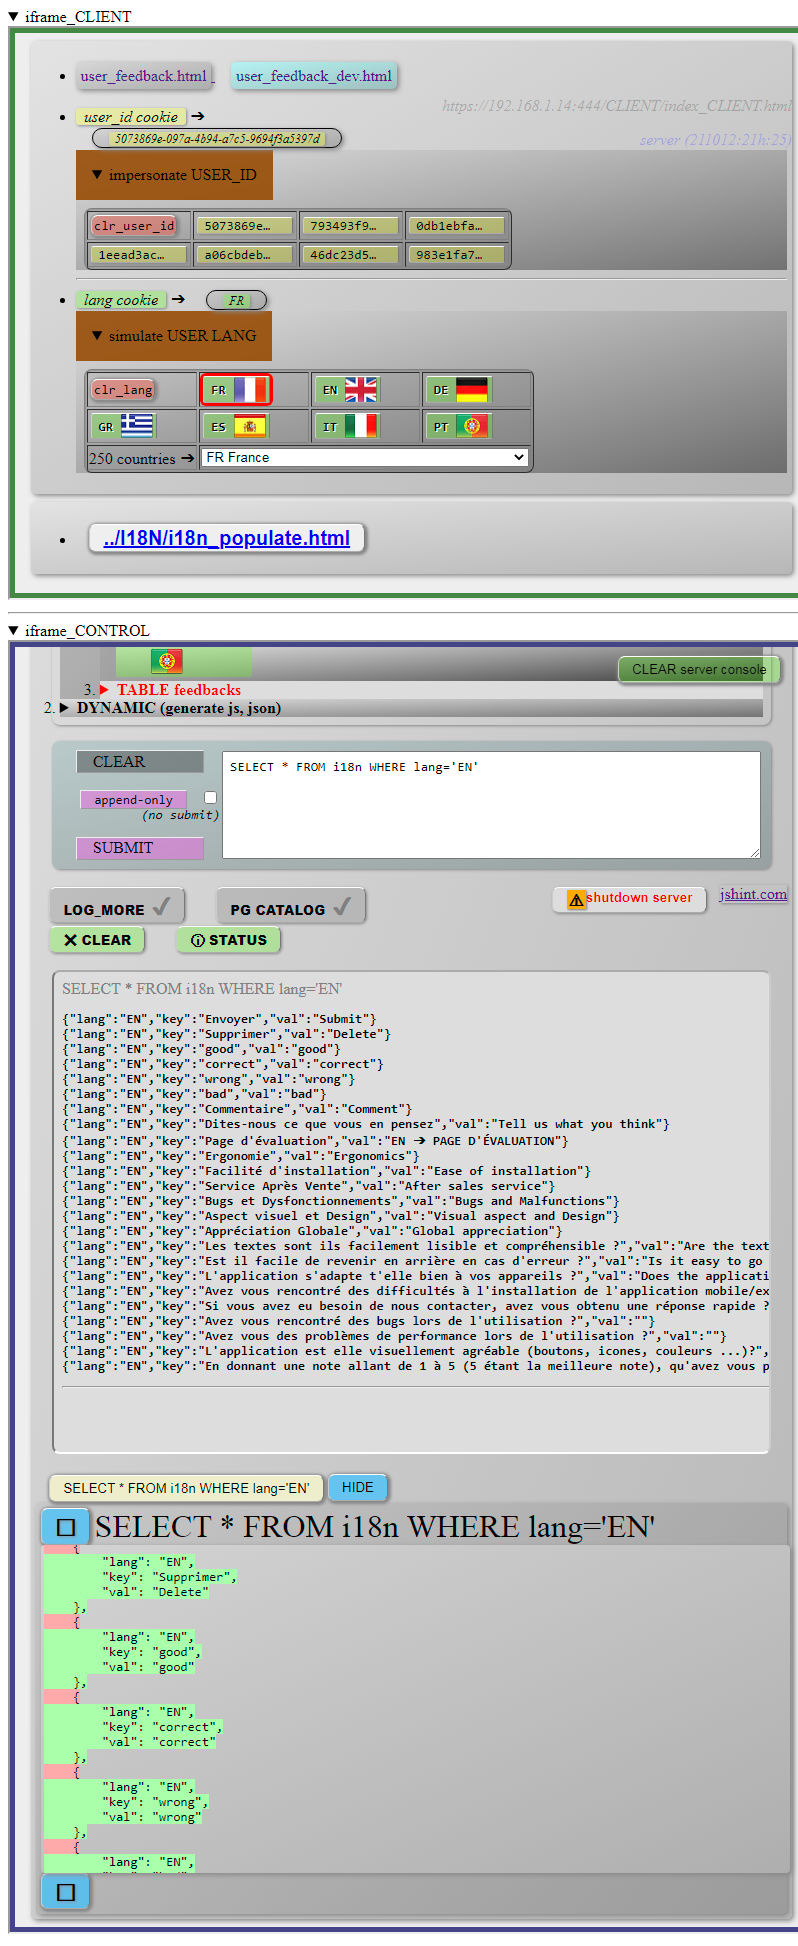 ▼ iframe_CLIENT
user_feedback.html
user_feedback_dev.html
https://192.168.1.14:444/CLIENT/index_CLIENT.html
user_id cookie ➔
5073869e-097a-4b94-a7c5-9694f3a5397d
server (211012:21h:25)
▼ impersonate USER_ID
clr_user_id 5073869e… 793493f9… 0db1ebfa…
1eead3ac… a06cbdeb… 46dc23d5… 983e1fa7…
lang cookie ➔ FR
▼ simulate USER LANG
clr_lang FR EN DE
GR ES IT PT
250 countries ➔ FR France
../I18N/i18n_populate.html
▼ iframe_CONTROL
CLEAR server console
3. ▶ TABLE feedbacks
2. ▶ DYNAMIC (generate js, json)
CLEAR
SELECT * FROM i18n WHERE lang='EN'
append-only
(no submit)
SUBMIT
LOG_MORE ✔ PG CATALOG ✔
⚠shutdown server
jshint.com
✕ CLEAR ⓘ STATUS
SELECT * FROM i18n WHERE lang='EN'
{"lang":"EN","key":"Envoyer","val":"Submit"}
{"lang":"EN","key":"Supprimer","val":"Delete"}
{"lang":"EN","key":"good","val":"good"}
{"lang":"EN","key":"correct","val":"correct"}
{"lang":"EN","key":"wrong","val":"wrong"}
{"lang":"EN","key":"bad","val":"bad"}
{"lang":"EN","key":"Commentaire","val":"Comment"}
{"lang":"EN","key":"Dites-nous ce que vous en pensez","val":"Tell us what you think"}
{"lang":"EN","key":"Page d'évaluation","val":"EN ➔ PAGE D'ÉVALUATION"}
{"lang":"EN","key":"Ergonomie","val":"Ergonomics"}
{"lang":"EN","key":"Facilité d'installation","val":"Ease of installation"}
{"lang":"EN","key":"Service Après Vente","val":"After sales service"}
{"lang":"EN","key":"Bugs et Dysfonctionnements","val":"Bugs and Malfunctions"}
{"lang":"EN","key":"Aspect visuel et Design","val":"Visual aspect and Design"}
{"lang":"EN","key":"Appréciation Globale","val":"Global appreciation"}
{"lang":"EN","key":"Les textes sont ils facilement lisible et compréhensible ?","val":"Are the text
{"lang":"EN","key":"Est il facile de revenir en arrière en cas d'erreur ?","val":"Is it easy to go
{"lang":"EN","key":"L'application s'adapte t'elle bien à vos appareils ?","val":"Does the applicati
{"lang":"EN","key":"Avez vous rencontré des difficultés à l'installation de l'application mobile/ex
{"lang":"EN","key":"Si vous avez eu besoin de nous contacter, avez vous obtenu une réponse rapide ?
{"lang":"EN","key":"Avez vous rencontré des bugs lors de l'utilisation ?","val":""}
{"lang":"EN","key":"Avez vous des problèmes de performance lors de l'utilisation ?","val":""}
{"lang":"EN","key":"L'application est elle visuellement agréable (boutons, icones, couleurs ...)?",
{"lang":"EN","key":"En donnant une note allant de 1 à 5 (5 étant la meilleure note), qu'avez vous p
SELECT * FROM i18n WHERE lang='EN' HIDE
SELECT * FROM i18n WHERE lang='EN'
{
"lang": "EN",
"key": "Supprimer",
"val": "Delete"
},
{
"lang": "EN",
"key": "good",
"val": "good"
},
{
"lang": "EN",
"key": "correct",
"val": "correct"
},
{
"lang": "EN",
"key": "wrong",
"val": "wrong"
},
{
"lang": "EN",